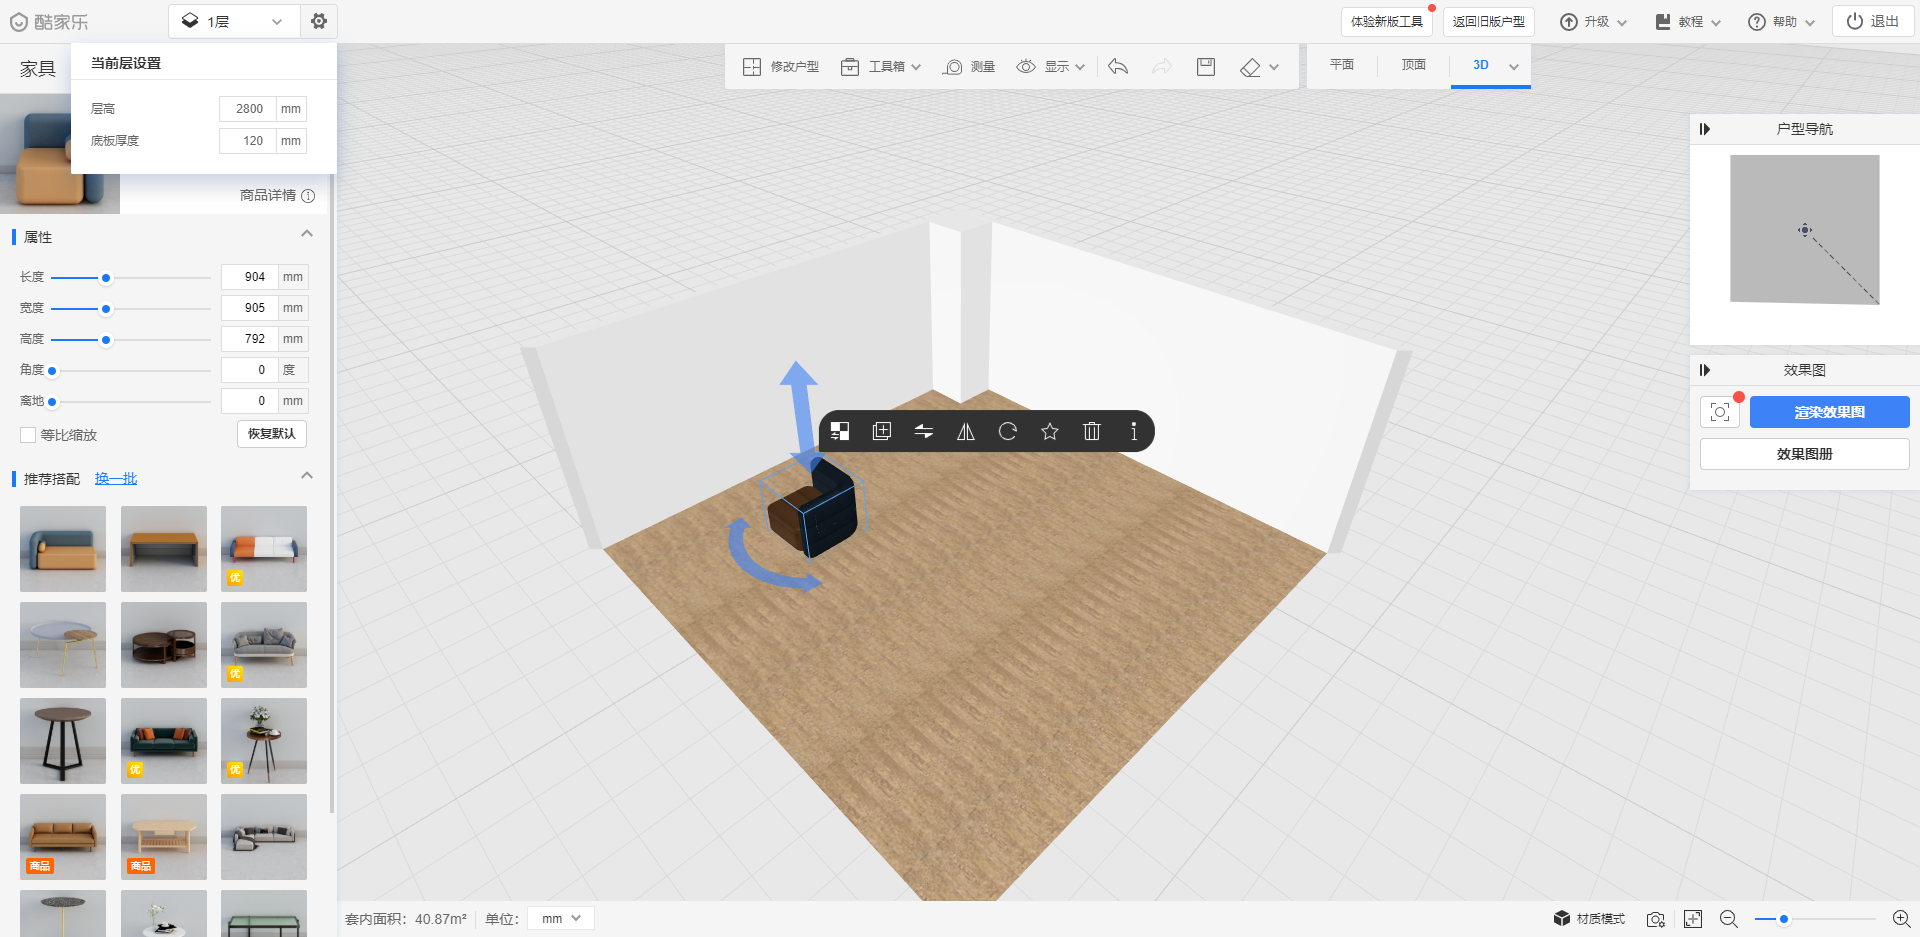 酷家乐
1层
体验新版工具
返回旧版户型
升级
教程
帮助
退出
家具
当前层设置
层高 2800 mm
底板厚度 120 mm
修改户型
工具箱
测量
显示
平面
顶面
3D
商品详情
属性
长度 904 mm
宽度 905 mm
高度 792 mm
角度 0 度
离地 0 mm
等比缩放
恢复默认
推荐搭配 换一批
优
优
优
优
商品
商品
户型导航
效果图
渲染效果图
效果图册
套内面积: 40.87m²
单位: mm
材质模式